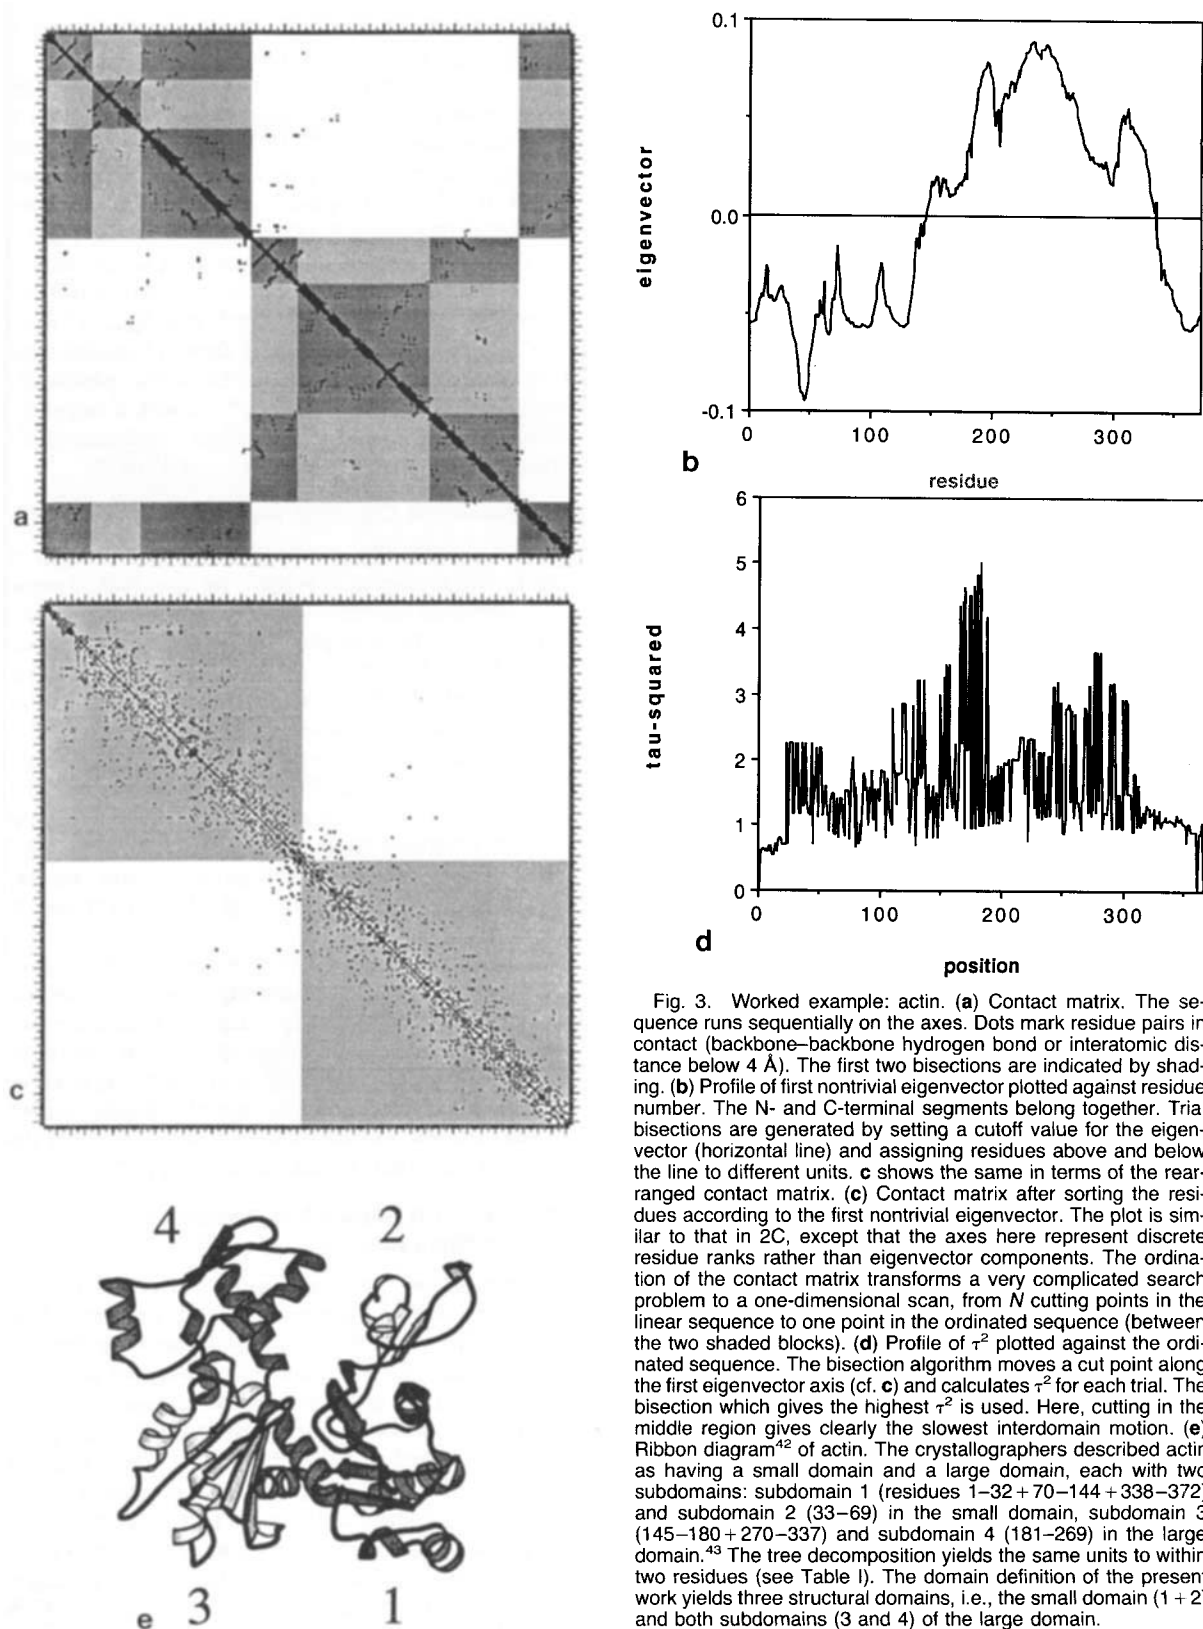 a
c
4
2
e
3
1
0.1
0.0
-0.1
eigenvector
0
100
200
300
b
residue
6
5
4
3
2
1
0
tau-squared
0
100
200
300
d
position
Fig. 3. Worked example: actin. (a) Contact matrix. The se-
quence runs sequentially on the axes. Dots mark residue pairs in
contact (backbone–backbone hydrogen bond or interatomic dis-
tance below 4 Å). The first two bisections are indicated by shad-
ing. (b) Profile of first nontrivial eigenvector plotted against residue
number. The N- and C-terminal segments belong together. Tria
bisections are generated by setting a cutoff value for the eigen-
vector (horizontal line) and assigning residues above and below
the line to different units. c shows the same in terms of the rear-
ranged contact matrix. (c) Contact matrix after sorting the resi-
dues according to the first nontrivial eigenvector. The plot is sim-
ilar to that in 2C, except that the axes here represent discrete
residue ranks rather than eigenvector components. The ordina-
tion of the contact matrix transforms a very complicated search
problem to a one-dimensional scan, from N cutting points in the
linear sequence to one point in the ordinated sequence (between
the two shaded blocks). (d) Profile of τ² plotted against the ordi-
nated sequence. The bisection algorithm moves a cut point along
the first eigenvector axis (cf. c) and calculates τ² for each trial. The
bisection which gives the highest τ² is used. Here, cutting in the
middle region gives clearly the slowest interdomain motion. (e)
Ribbon diagram⁴² of actin. The crystallographers described actin
as having a small domain and a large domain, each with two
subdomains: subdomain 1 (residues 1–32 + 70–144 + 338–372)
and subdomain 2 (33–69) in the small domain, subdomain 3
(145–180 + 270–337) and subdomain 4 (181–269) in the large
domain.⁴³ The tree decomposition yields the same units to within
two residues (see Table I). The domain definition of the present
work yields three structural domains, i.e., the small domain (1 + 2)
and both subdomains (3 and 4) of the large domain.